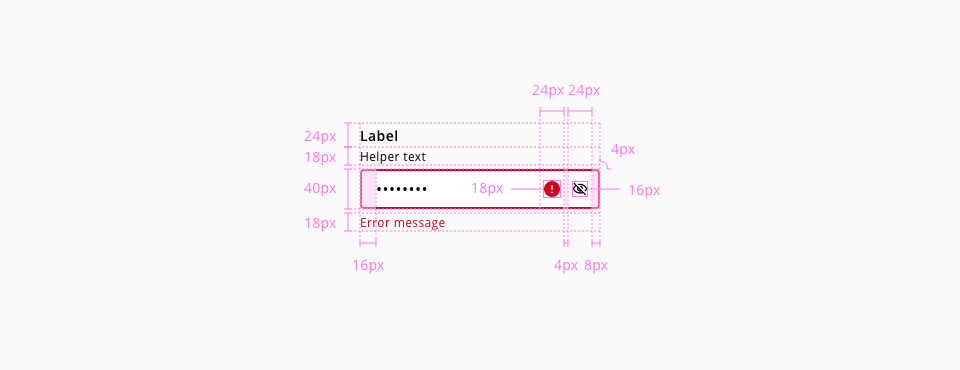 24px 24px
24px Label
4px
18px Helper text
40px •••••••• 18px 16px
18px Error message
16px 4px 8px